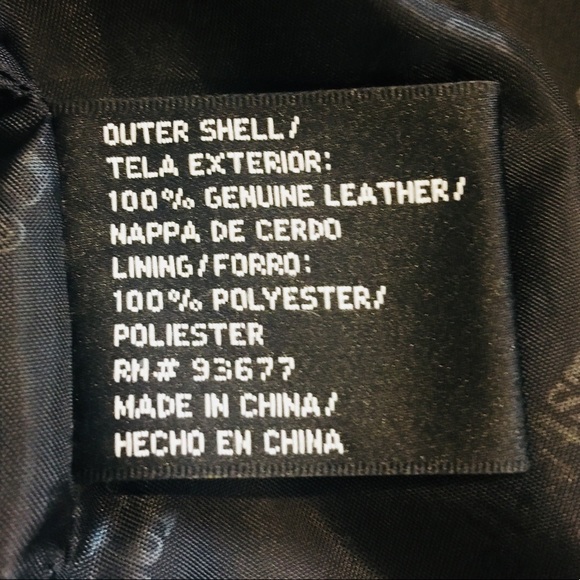 OUTER SHELL/
TELA EXTERIOR:
100% GENUINE LEATHER/
NAPPA DE CERDO
LINING/FORRO:
100% POLYESTER/
POLIESTER
RN# 93677
MADE IN CHINA/
HECHO EN CHINA